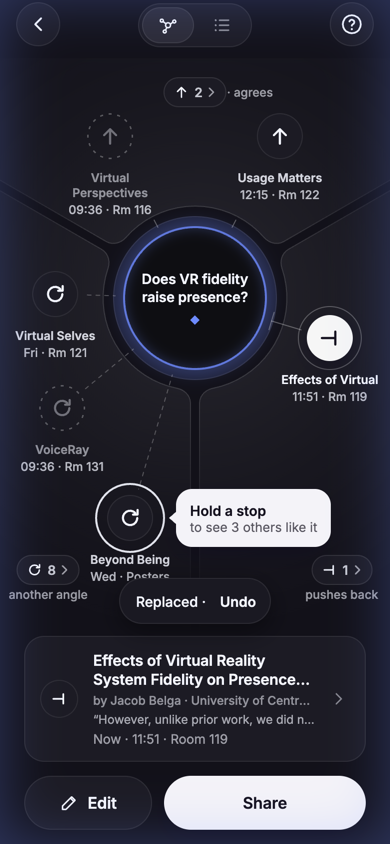 2
· agrees
Virtual
Perspectives
09:36 · Rm 116
Usage Matters
12:15 · Rm 122
Does VR fidelity
raise presence?
Virtual Selves
Fri · Rm 121
Effects of Virtual
11:51 · Rm 119
VoiceRay
09:36 · Rm 131
Hold a stop
to see 3 others like it
Beyond Being
Wed · Posters
8
another angle
1
pushes back
Replaced · Undo
Effects of Virtual Reality
System Fidelity on Presence...
by Jacob Belga · University of Centr...
“However, unlike prior work, we did n...
Now · 11:51 · Room 119
Edit
Share